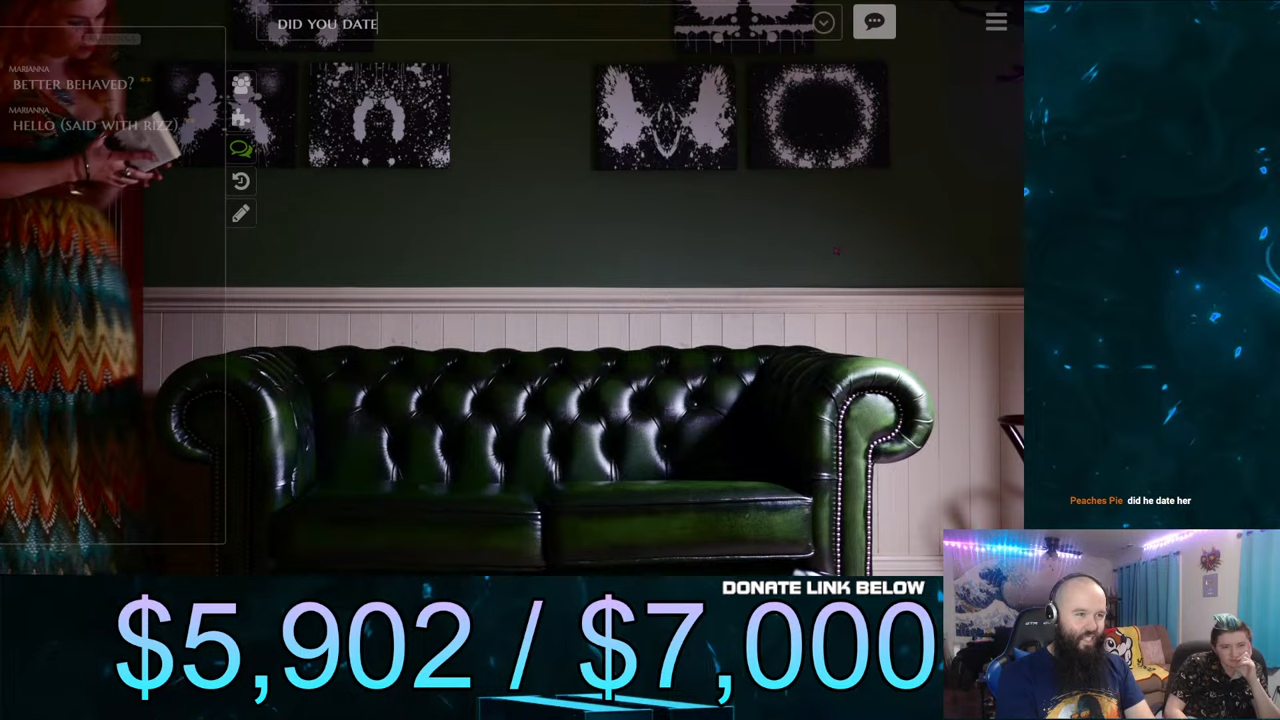 DID YOU DATE
MARIANNA
BETTER BEHAVED? **
MARIANNA
HELLO (SAID WITH RIZZ)
Peaches Pie did he date her
DONATE LINK BELOW
$5,902 / $7,000